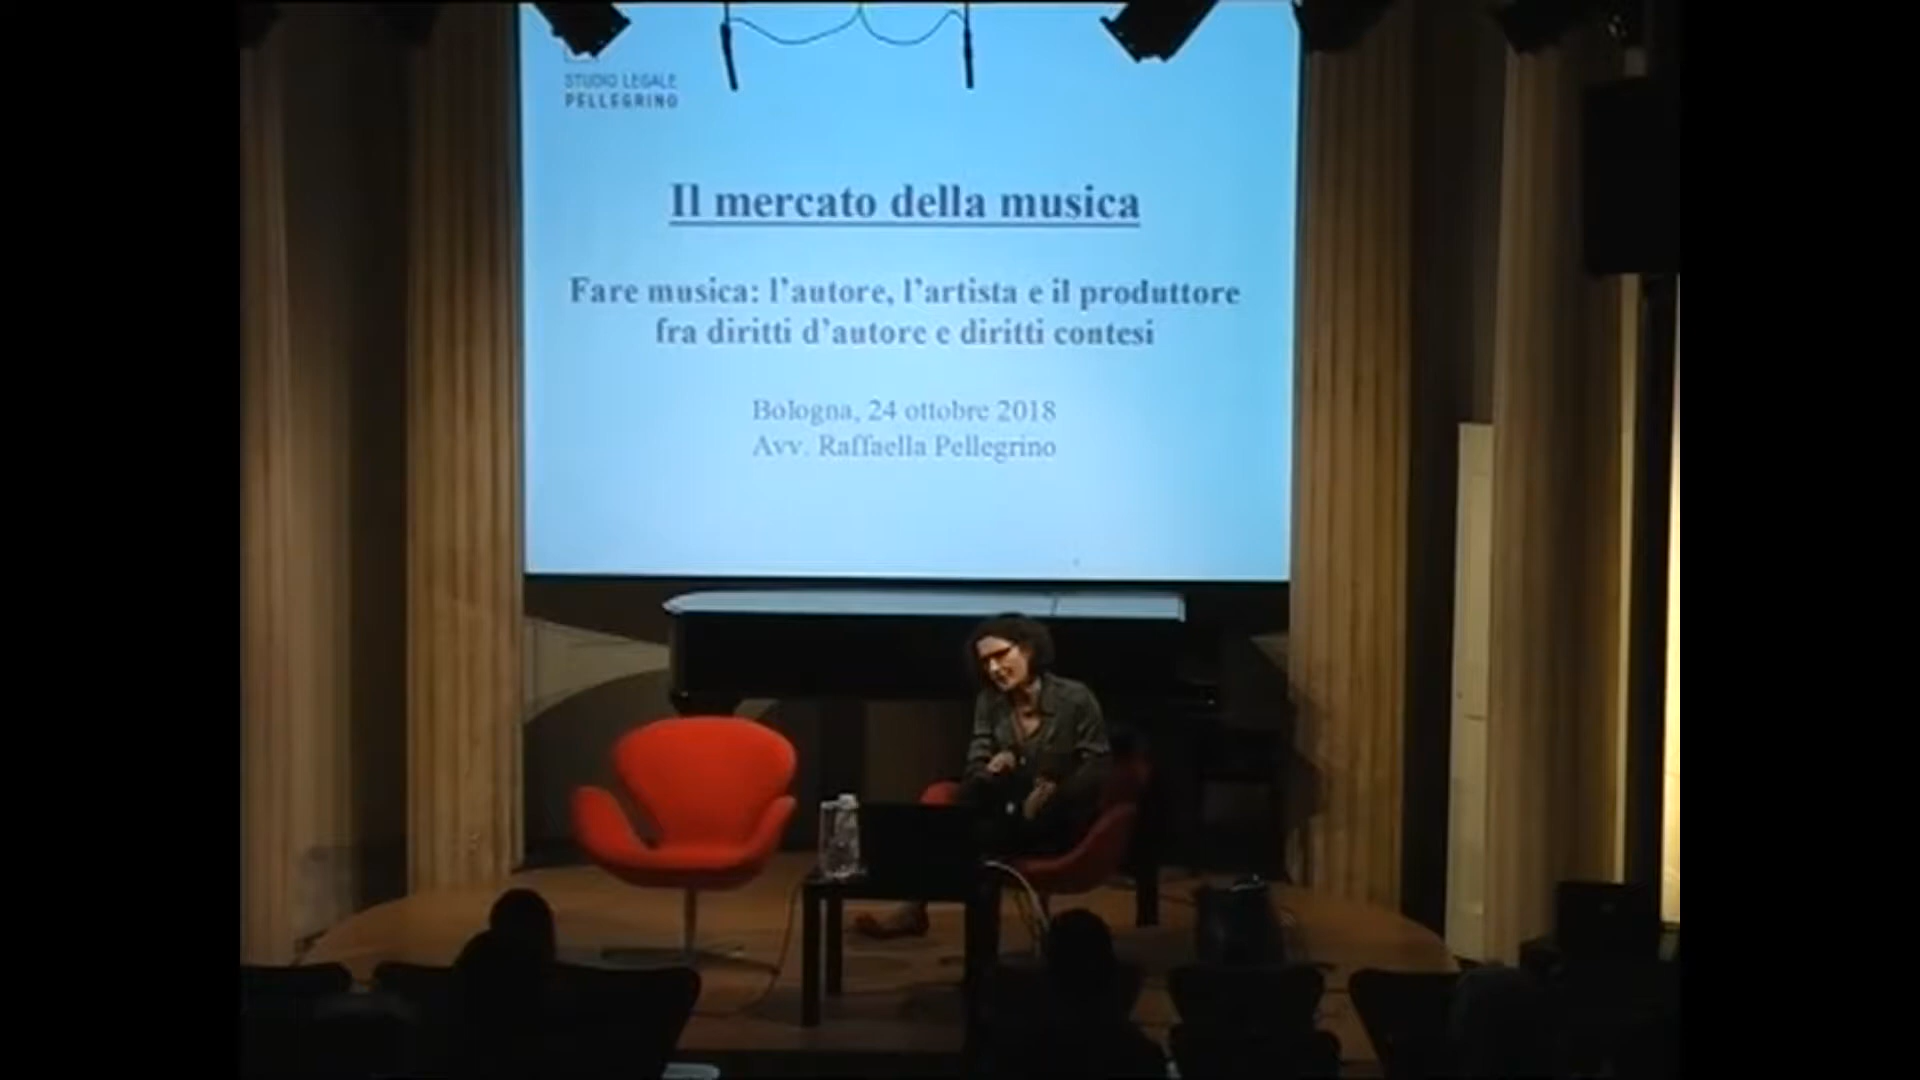 STUDIO LEGALE
PELLEGRINO
Il mercato della musica
Fare musica: l'autore, l'artista e il produttore
fra diritti d'autore e diritti contesi
Bologna, 24 ottobre 2018
Avv. Raffaella Pellegrino